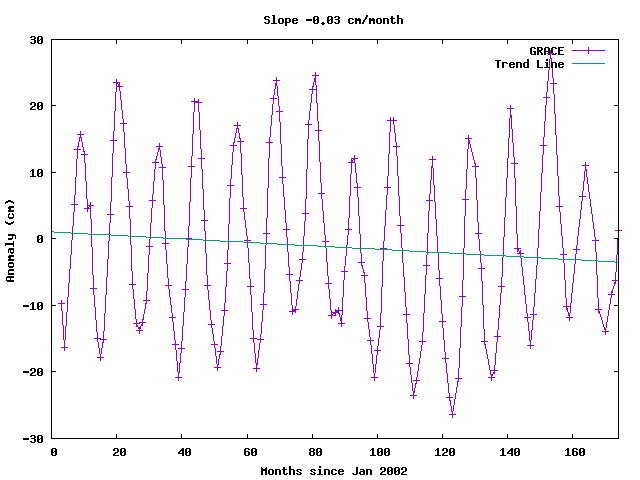 Slope -0.03 cm/month
GRACE
Trend Line
30
20
10
0
-10
-20
-30
Anomaly (cm)
0 20 40 60 80 100 120 140 160
Months since Jan 2002